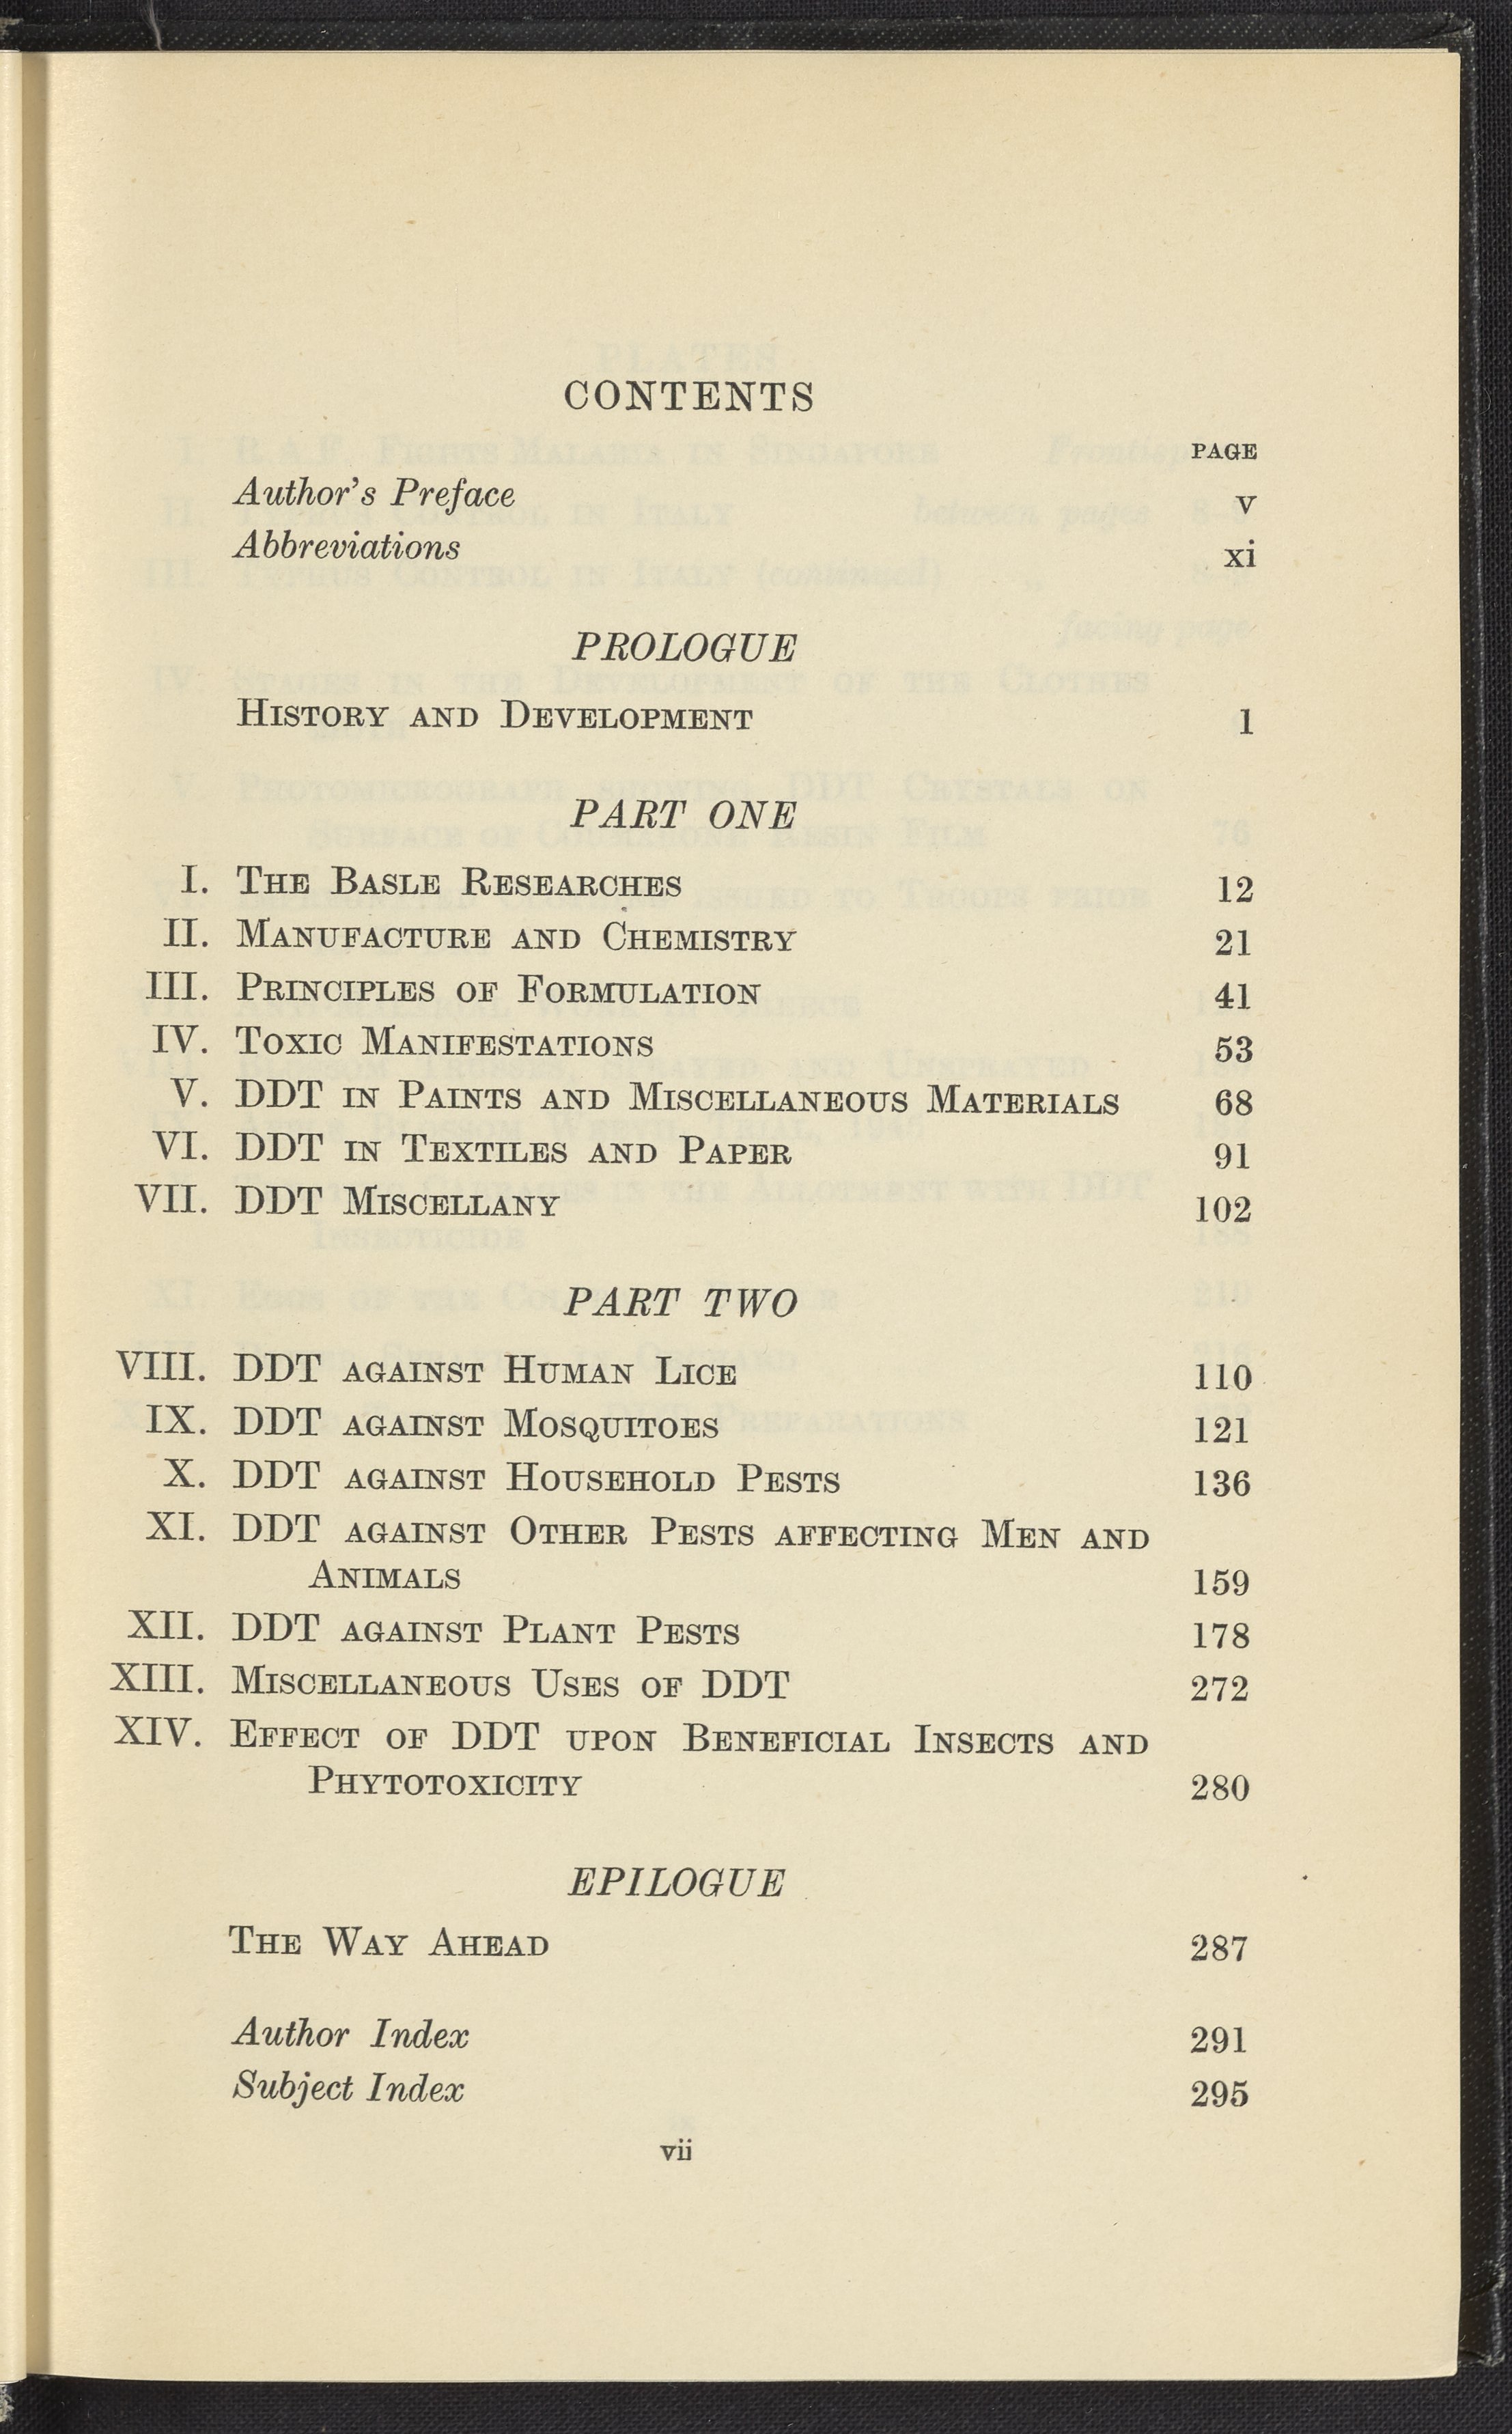 CONTENTS
PAGE
Author's Preface v
Abbreviations xi
PROLOGUE
HISTORY AND DEVELOPMENT 1
PART ONE
I. THE BASLE RESEARCHES 12
II. MANUFACTURE AND CHEMISTRY 21
III. PRINCIPLES OF FORMULATION 41
IV. TOXIC MANIFESTATIONS 53
V. DDT IN PAINTS AND MISCELLANEOUS MATERIALS 68
VI. DDT IN TEXTILES AND PAPER 91
VII. DDT MISCELLANY 102
PART TWO
VIII. DDT AGAINST HUMAN LICE 110
IX. DDT AGAINST MOSQUITOES 121
X. DDT AGAINST HOUSEHOLD PESTS 136
XI. DDT AGAINST OTHER PESTS AFFECTING MEN AND
ANIMALS 159
XII. DDT AGAINST PLANT PESTS 178
XIII. MISCELLANEOUS USES OF DDT 272
XIV. EFFECT OF DDT UPON BENEFICIAL INSECTS AND
PHYTOTOXICITY 280
EPILOGUE
THE WAY AHEAD 287
Author Index 291
Subject Index 295
vii